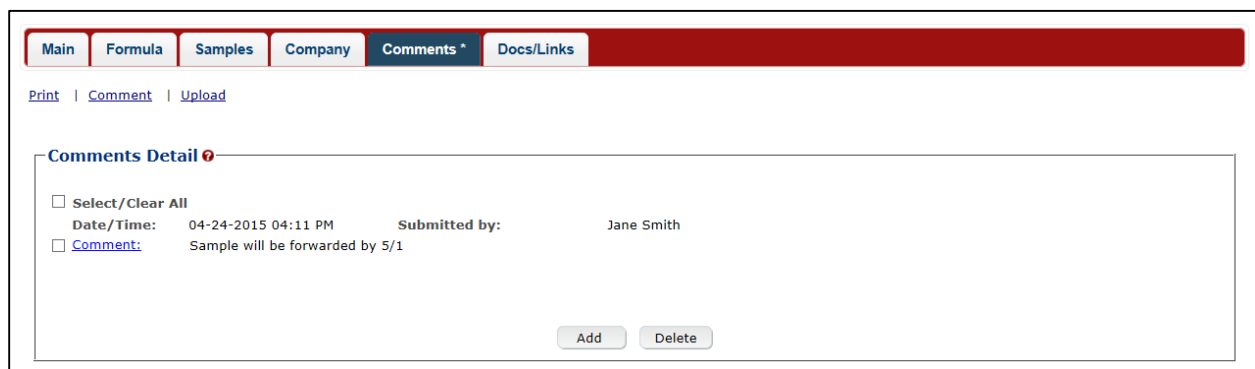 Main Formula Samples Company Comments * Docs/Links
Print | Comment | Upload
Comments Detail ?
Select/Clear All
Date/Time: 04-24-2015 04:11 PM Submitted by: Jane Smith
Comment: Sample will be forwarded by 5/1
Add Delete